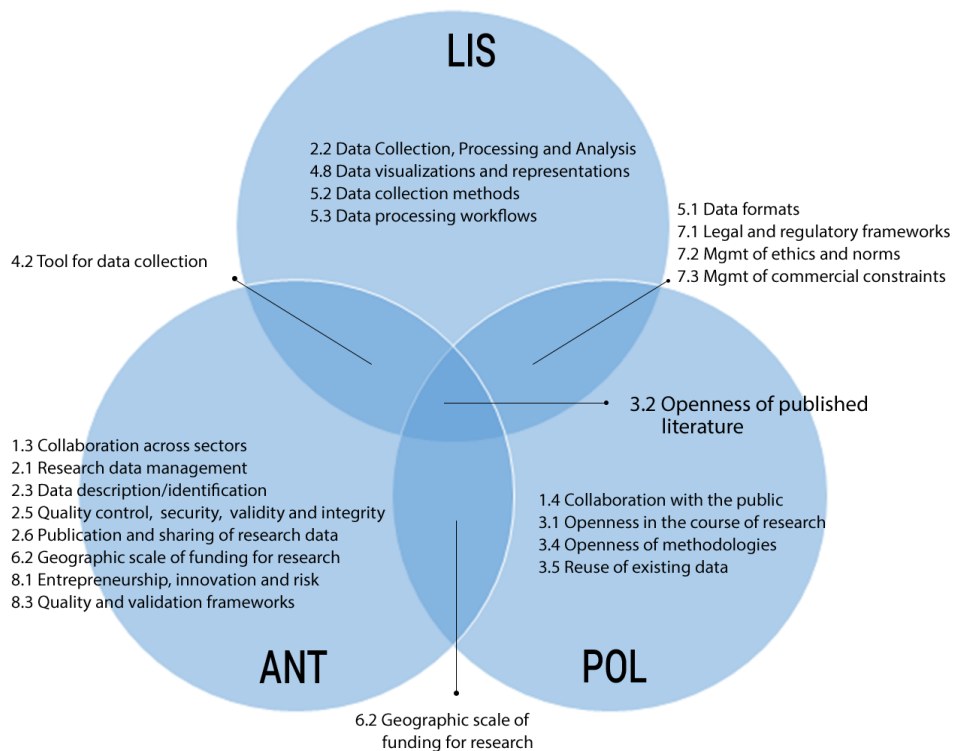 LIS
2.2 Data Collection, Processing and Analysis
4.8 Data visualizations and representations
5.2 Data collection methods
5.3 Data processing workflows
5.1 Data formats
7.1 Legal and regulatory frameworks
7.2 Mgmt of ethics and norms
7.3 Mgmt of commercial constraints
4.2 Tool for data collection
3.2 Openness of published
literature
1.3 Collaboration across sectors
2.1 Research data management
2.3 Data description/identification
2.5 Quality control, security, validity and integrity
2.6 Publication and sharing of research data
6.2 Geographic scale of funding for research
8.1 Entrepreneurship, innovation and risk
8.3 Quality and validation frameworks
1.4 Collaboration with the public
3.1 Openness in the course of research
3.4 Openness of methodologies
3.5 Reuse of existing data
ANT
POL
6.2 Geographic scale of
funding for research